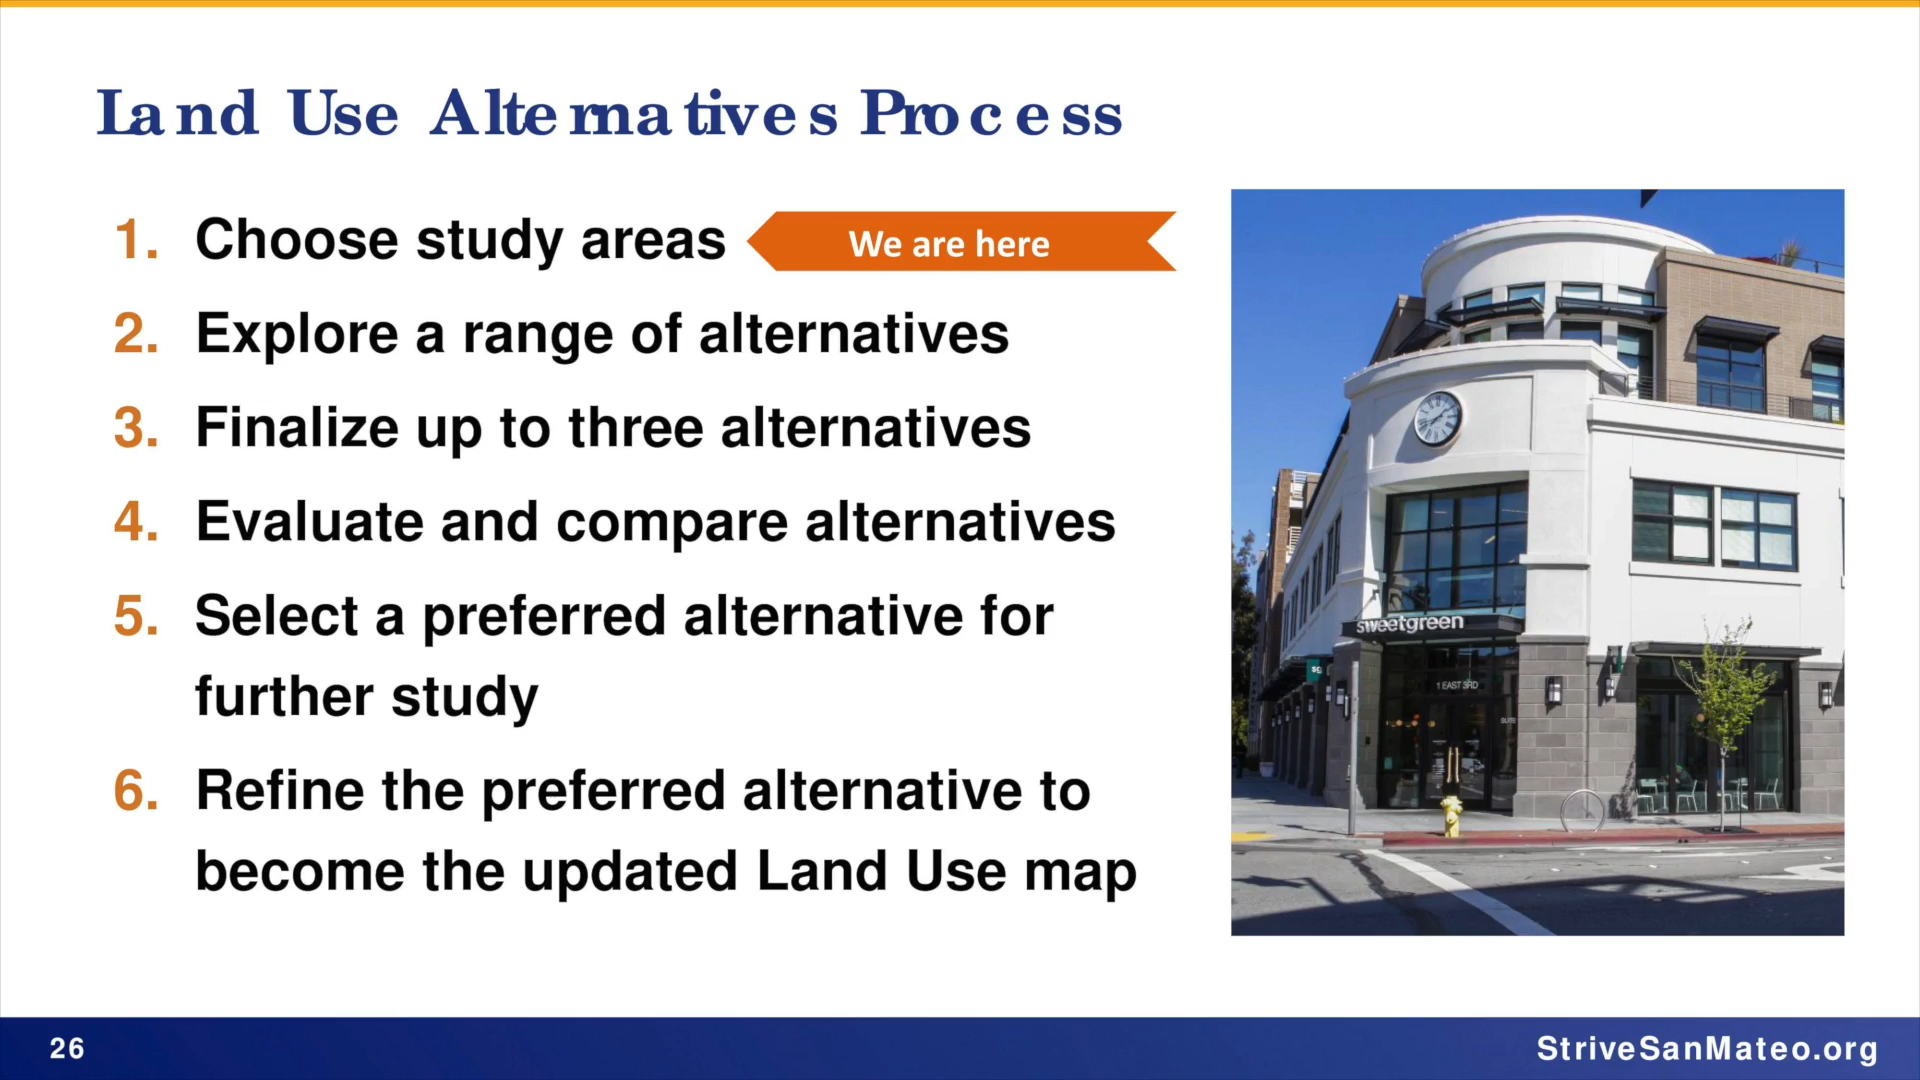 Land Use Alternatives Process
1. Choose study areas
We are here
2. Explore a range of alternatives
3. Finalize up to three alternatives
4. Evaluate and compare alternatives
5. Select a preferred alternative for
further study
6. Refine the preferred alternative to
become the updated Land Use map
sweetgreen
sg
1 EAST 3RD
26
StriveSanMateo.org